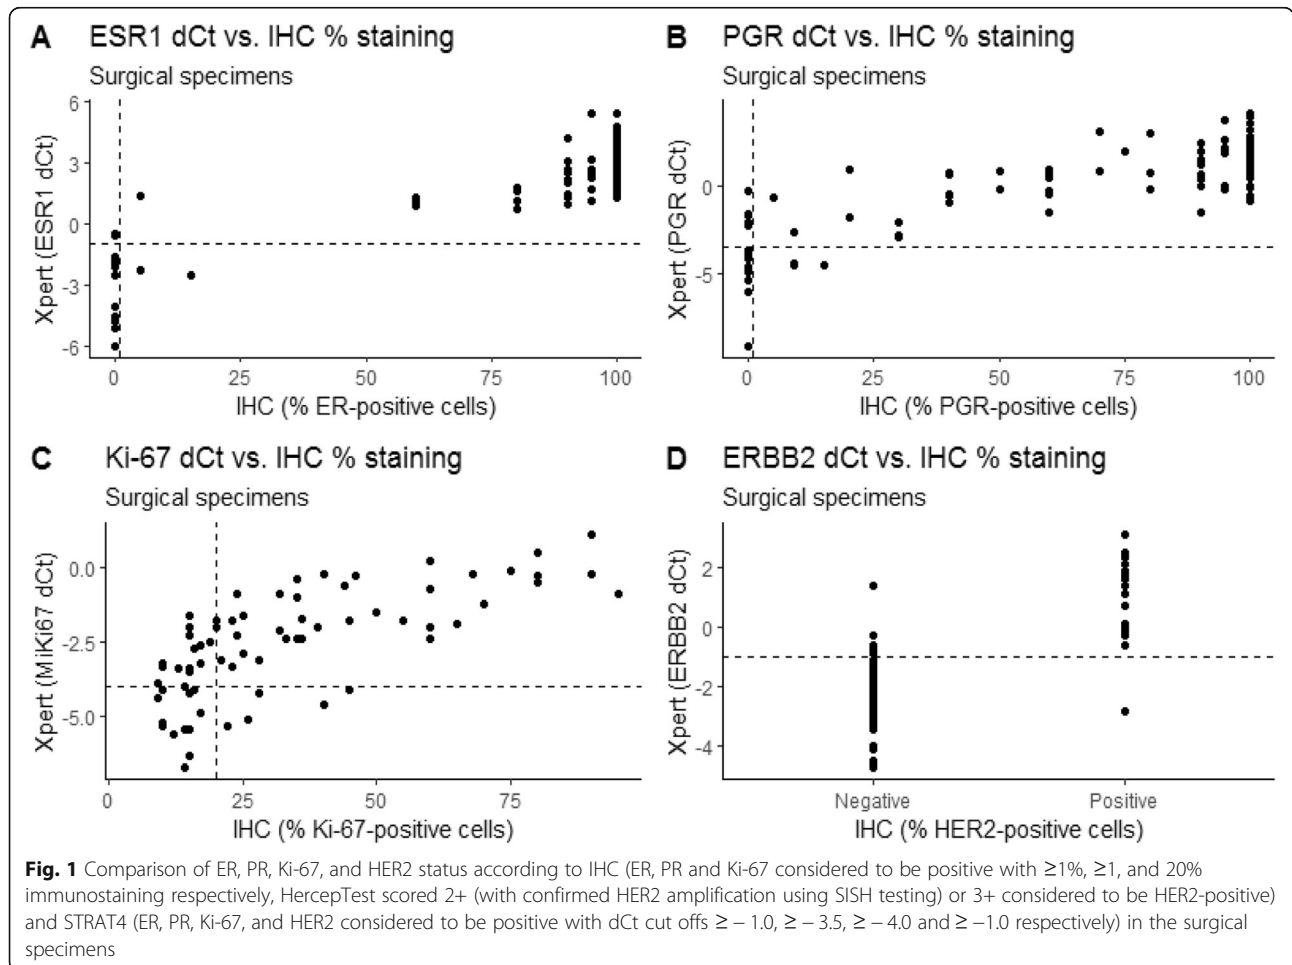 A ESR1 dCt vs. IHC % staining
Surgical specimens
Xpert (ESR1 dCt)
6
3
0
-3
-6
0 25 50 75 100
IHC (% ER-positive cells)
B PGR dCt vs. IHC % staining
Surgical specimens
Xpert (PGR dCt)
0
-5
0 25 50 75 100
IHC (% PGR-positive cells)
C Ki-67 dCt vs. IHC % staining
Surgical specimens
Xpert (MiKi67 dCt)
0.0
-2.5
-5.0
0 25 50 75
IHC (% Ki-67-positive cells)
D ERBB2 dCt vs. IHC % staining
Surgical specimens
Xpert (ERBB2 dCt)
2
0
-2
-4
Negative Positive
IHC (% HER2-positive cells)
Fig. 1 Comparison of ER, PR, Ki-67, and HER2 status according to IHC (ER, PR and Ki-67 considered to be positive with ≥1%, ≥1, and 20%
immunostaining respectively, HercepTest scored 2+ (with confirmed HER2 amplification using SISH testing) or 3+ considered to be HER2-positive)
and STRAT4 (ER, PR, Ki-67, and HER2 considered to be positive with dCt cut offs ≥ − 1.0, ≥ − 3.5, ≥ − 4.0 and ≥ −1.0 respectively) in the surgical
specimens